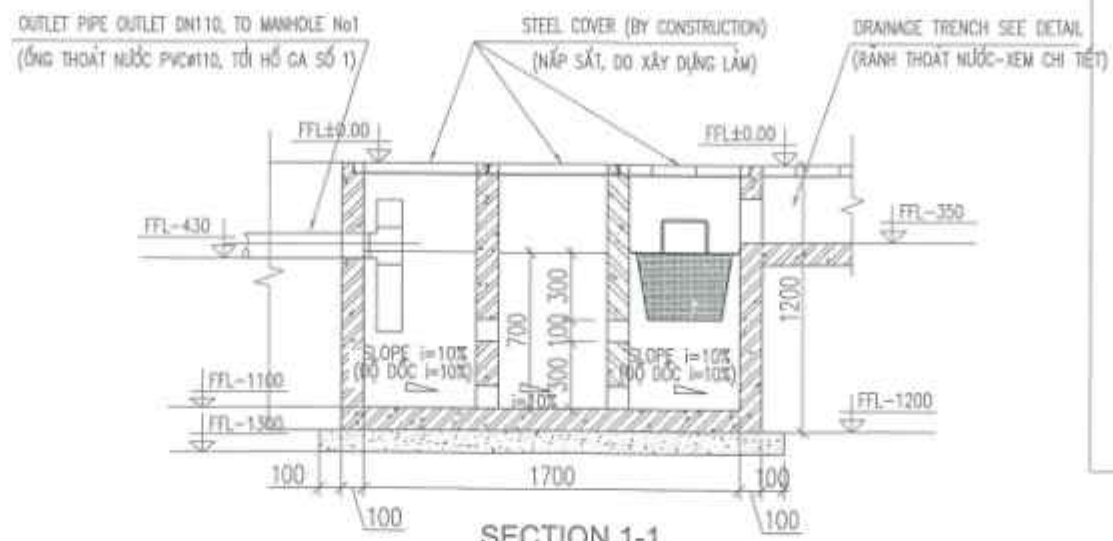 OUTLET PIPE OUTLET DN110, TO MANHOLE No1
(ỐNG THOÁT NƯỚC PVCø110, TỚI HỐ GA SỐ 1)
STEEL COVER (BY CONSTRUCTION)
(NẮP SẮT, DO XÂY DỰNG LÀM)
DRAINAGE TRENCH SEE DETAIL
(RÃNH THOÁT NƯỚC-XEM CHI TIẾT)
FFL±0.00
FFL±0.00
FFL-430
FFL-350
700
300
100
300
1200
SLOPE i=10%
(ĐỘ DỐC i=10%)
i=10%
SLOPE i=10%
(ĐỘ DỐC i=10%)
FFL-1100
FFL-1300
FFL-1200
100
1700
100
100
100
SECTION 1-1